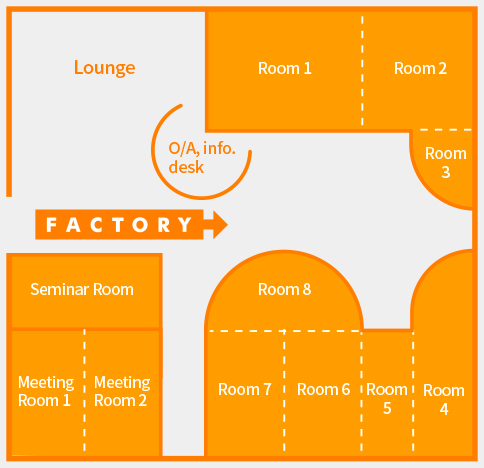 Lounge
Room 1
Room 2
O/A, info.
desk
Room
3
FACTORY
Seminar Room
Room 8
Meeting
Room 1
Meeting
Room 2
Room 7
Room 6
Room
5
Room
4